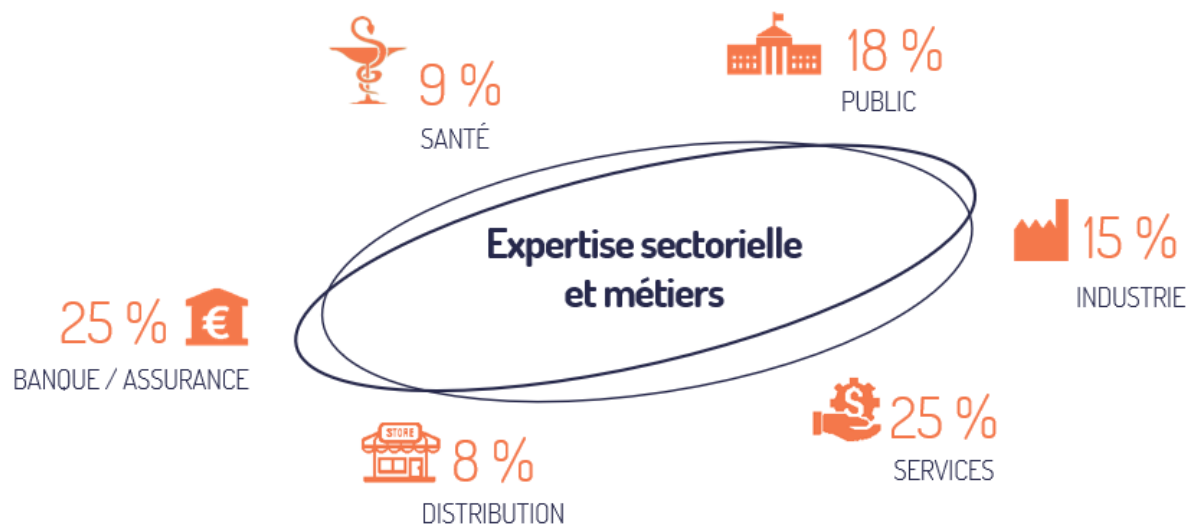 9 %
SANTÉ
18 %
PUBLIC
15 %
INDUSTRIE
Expertise sectorielle
et métiers
25 %
€
BANQUE / ASSURANCE
STORE
8 %
DISTRIBUTION
$
25 %
SERVICES